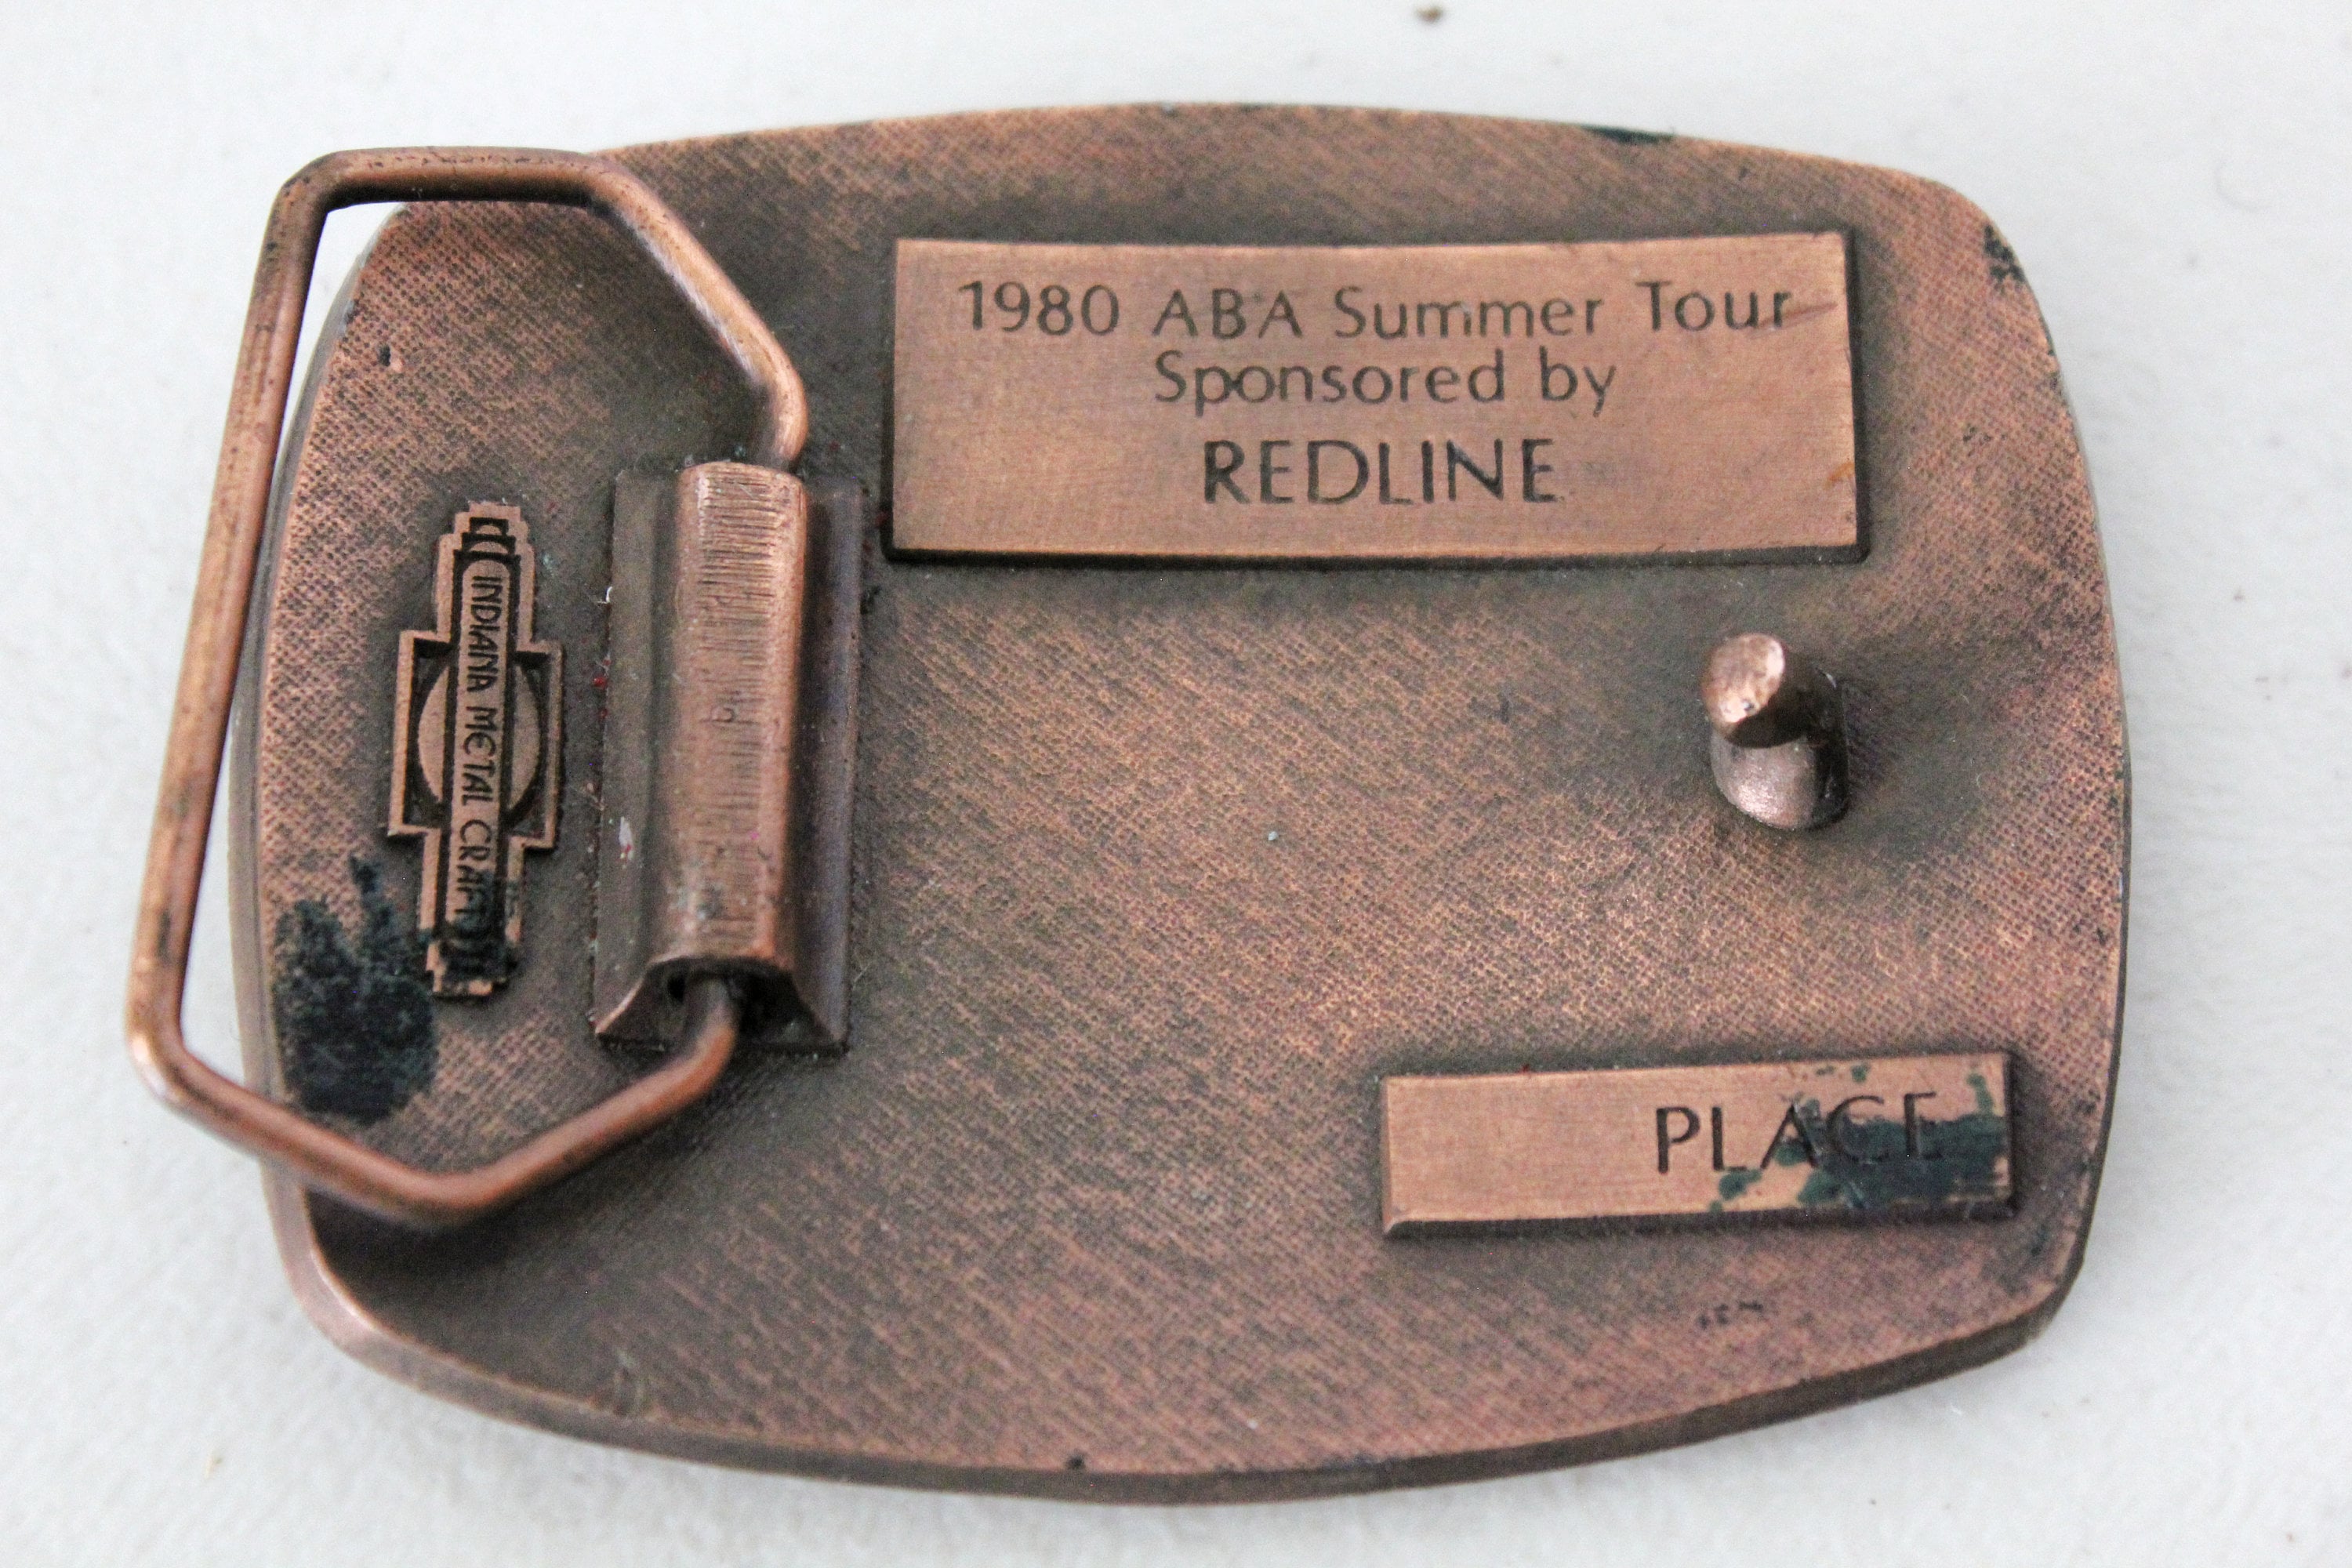 1980 ABA Summer Tour
Sponsored by
REDLINE
INDIANA METAL CRAFT
PLACE